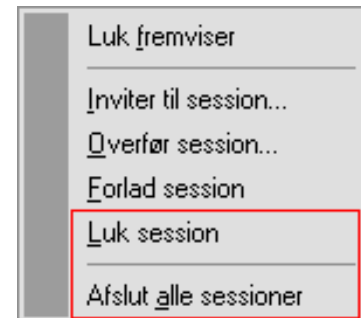 Luk fremviser
Inviter til session...
Overfør session...
Forlad session
Luk session
Afslut alle sessioner